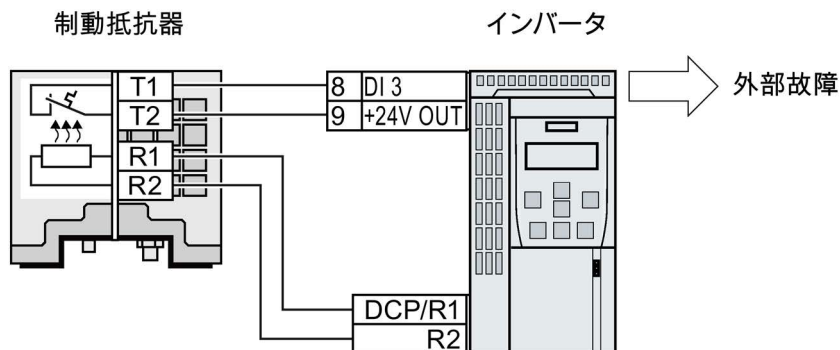 制動抵抗器
インバータ
T1
8 DI 3
外部故障
T2
9 +24V OUT
R1
R2
DCP/R1
R2